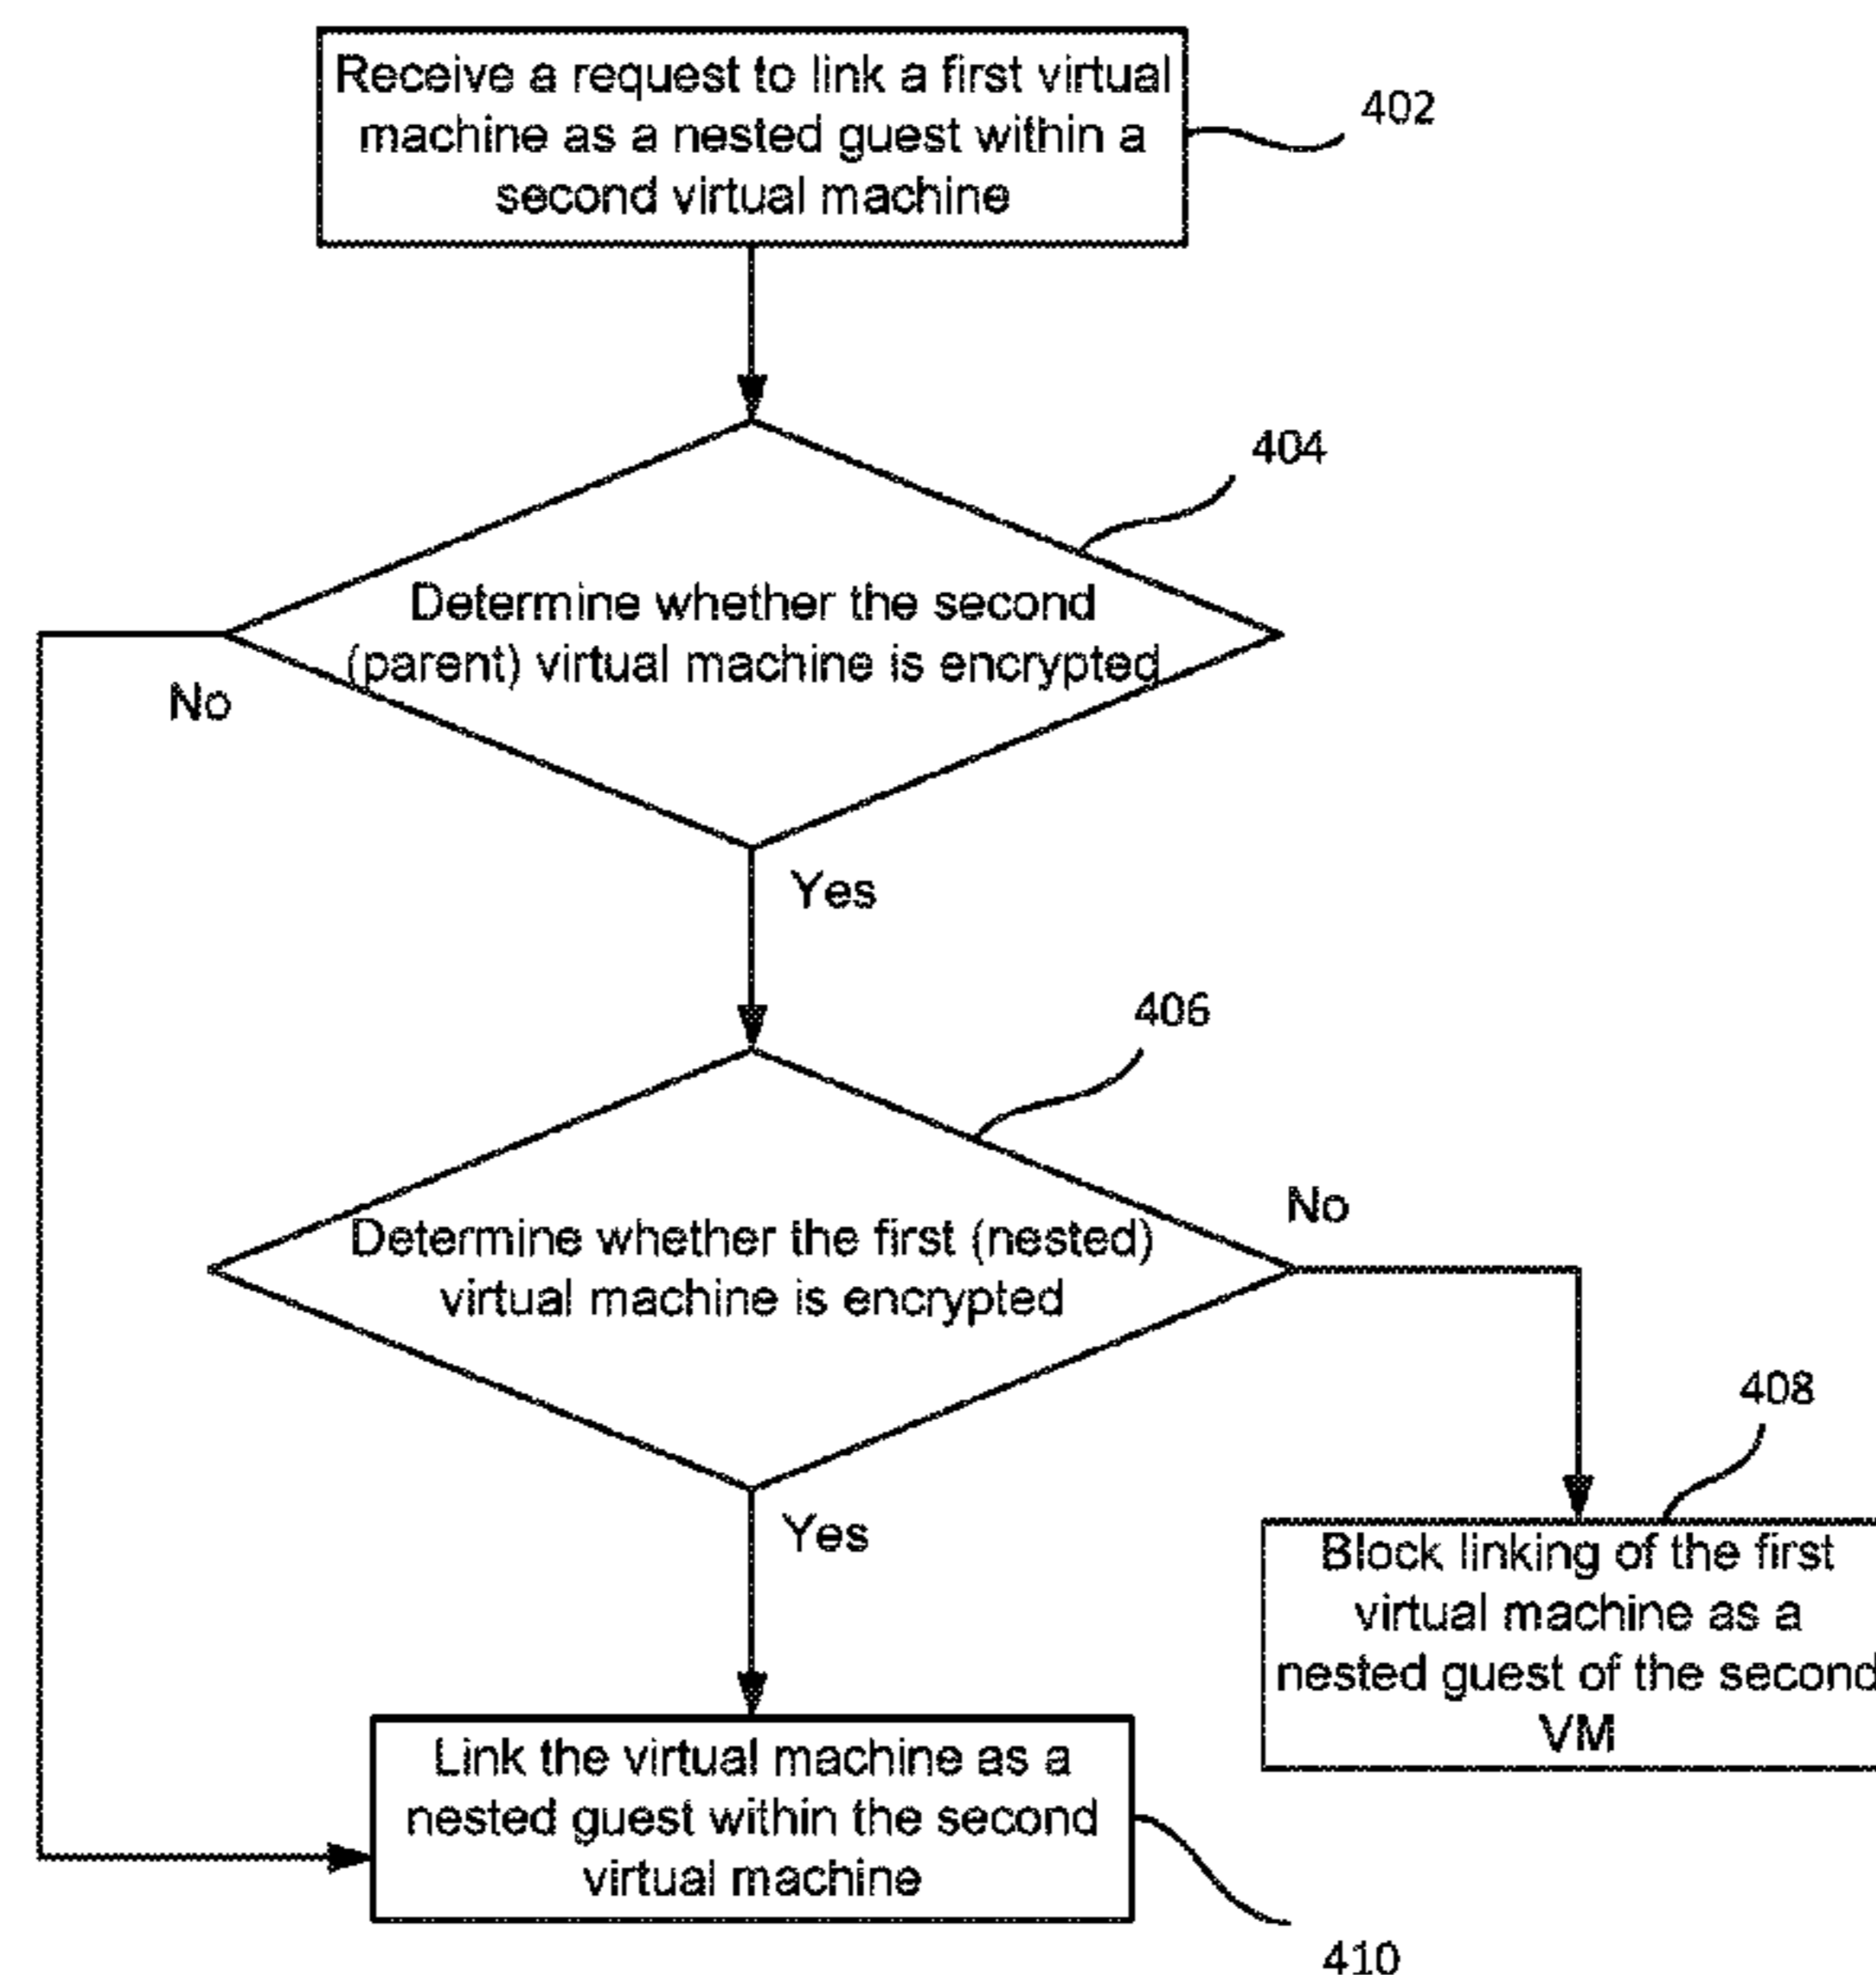 Receive a request to link a first virtual
machine as a nested guest within a
second virtual machine
402
404
Determine whether the second
(parent) virtual machine is encrypted
No
Yes
406
Determine whether the first (nested)
virtual machine is encrypted
No
Yes
408
Block linking of the first
virtual machine as a
nested guest of the second
VM
Link the virtual machine as a
nested guest within the second
virtual machine
410